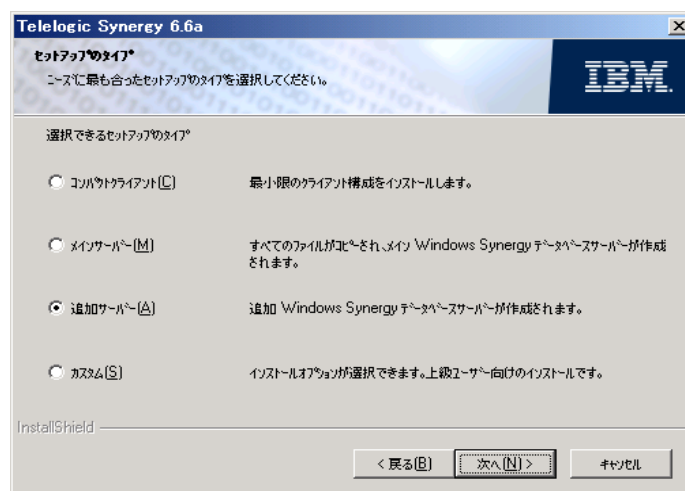 Telelogic Synergy 6.6a
セットアップのタイプ
ニーズに最も合ったセットアップのタイプを選択してください。
IBM.
選択できるセットアップのタイプ
コンパクトクライアント(C) 最小限のクライアント構成をインストールします。
メインサーバー(M) すべてのファイルがコピーされ、メイン Windows Synergy データベースサーバーが作成
されます。
追加サーバー(A) 追加 Windows Synergy データベースサーバーが作成されます。
カスタム(S) インストールオプションが選択できます。上級ユーザー向けのインストールです。
InstallShield
< 戻る(B) 次へ(N) > キャンセル